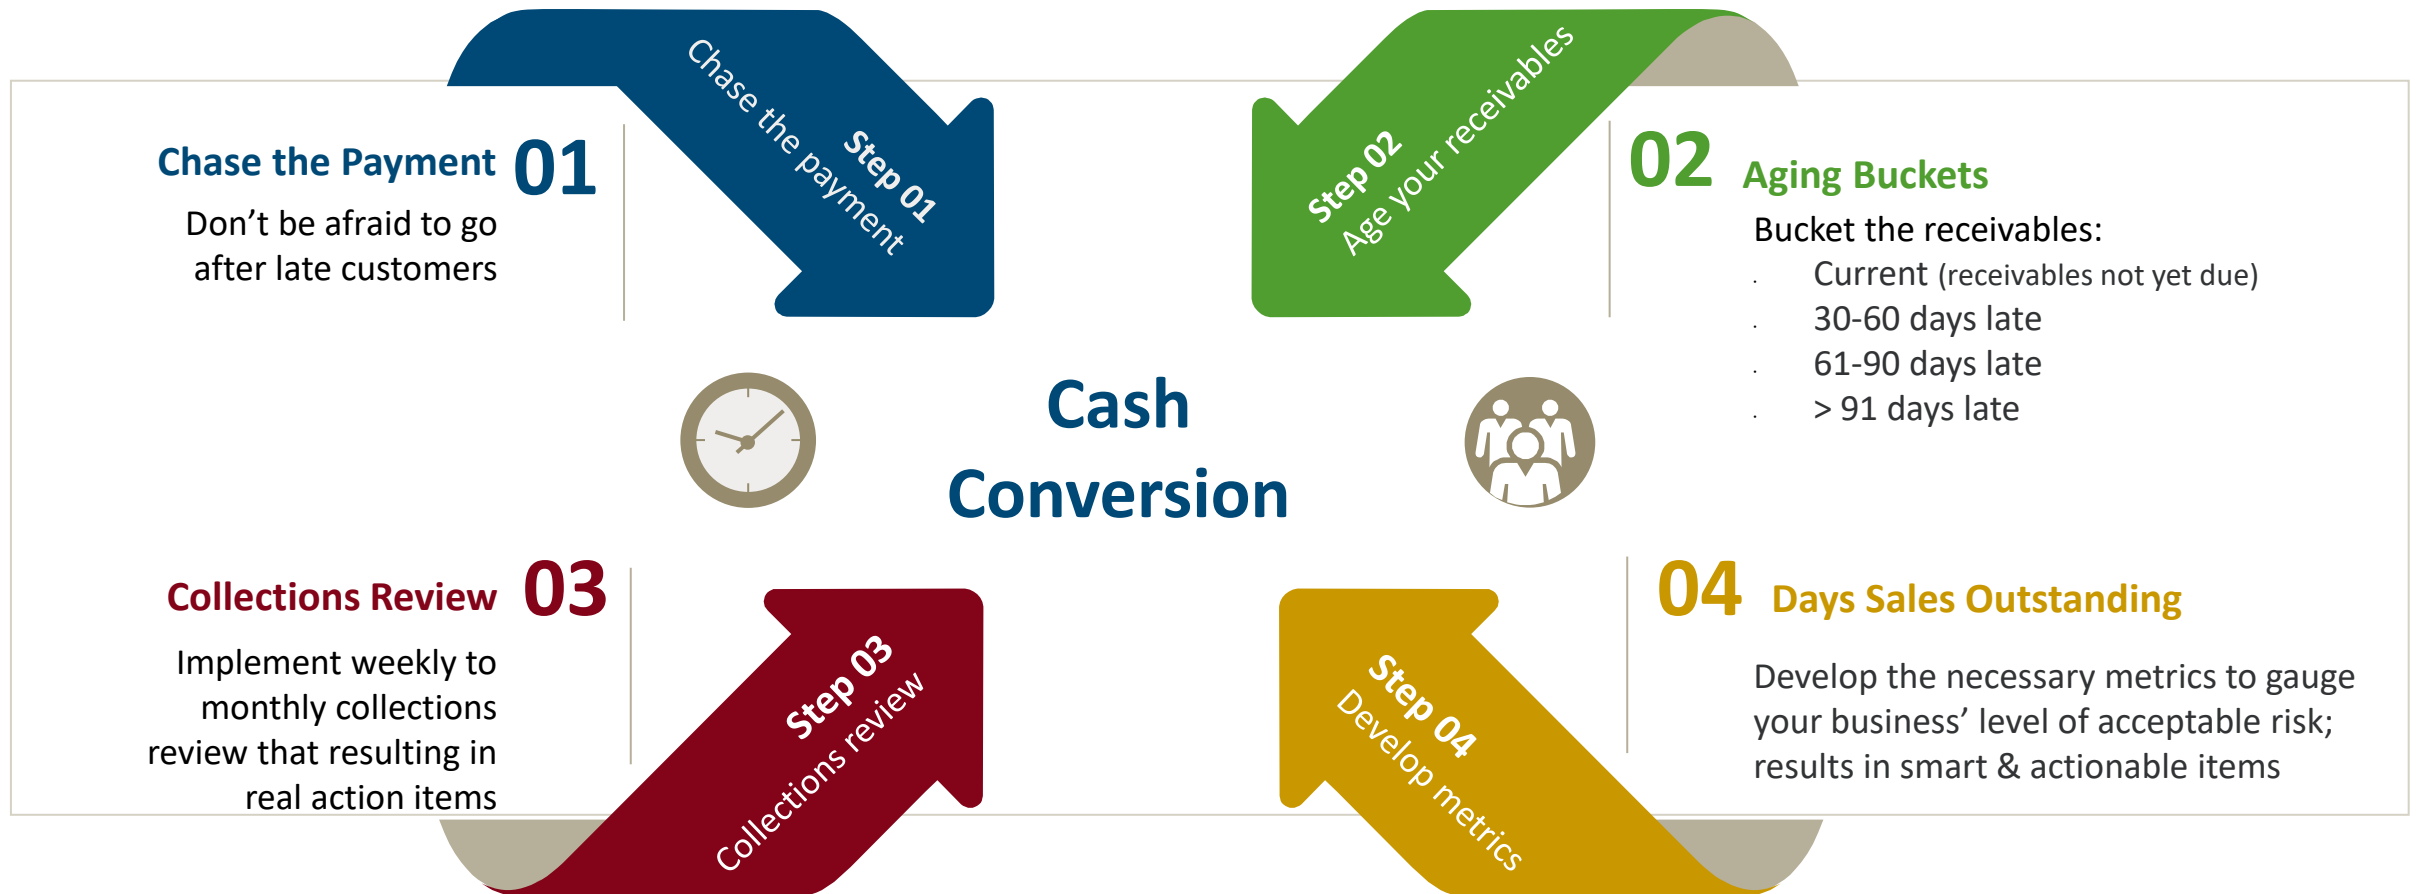 Chase the payment
Step 01
Step 02
Age your receivables
Chase the Payment
01
Don’t be afraid to go
after late customers
02
Aging Buckets
Bucket the receivables:
· Current (receivables not yet due)
· 30-60 days late
· 61-90 days late
· > 91 days late
Cash
Conversion
Collections Review
03
Implement weekly to
monthly collections
review that resulting in
real action items
Step 03
Collections review
Step 04
Develop metrics
04
Days Sales Outstanding
Develop the necessary metrics to gauge
your business’ level of acceptable risk;
results in smart & actionable items